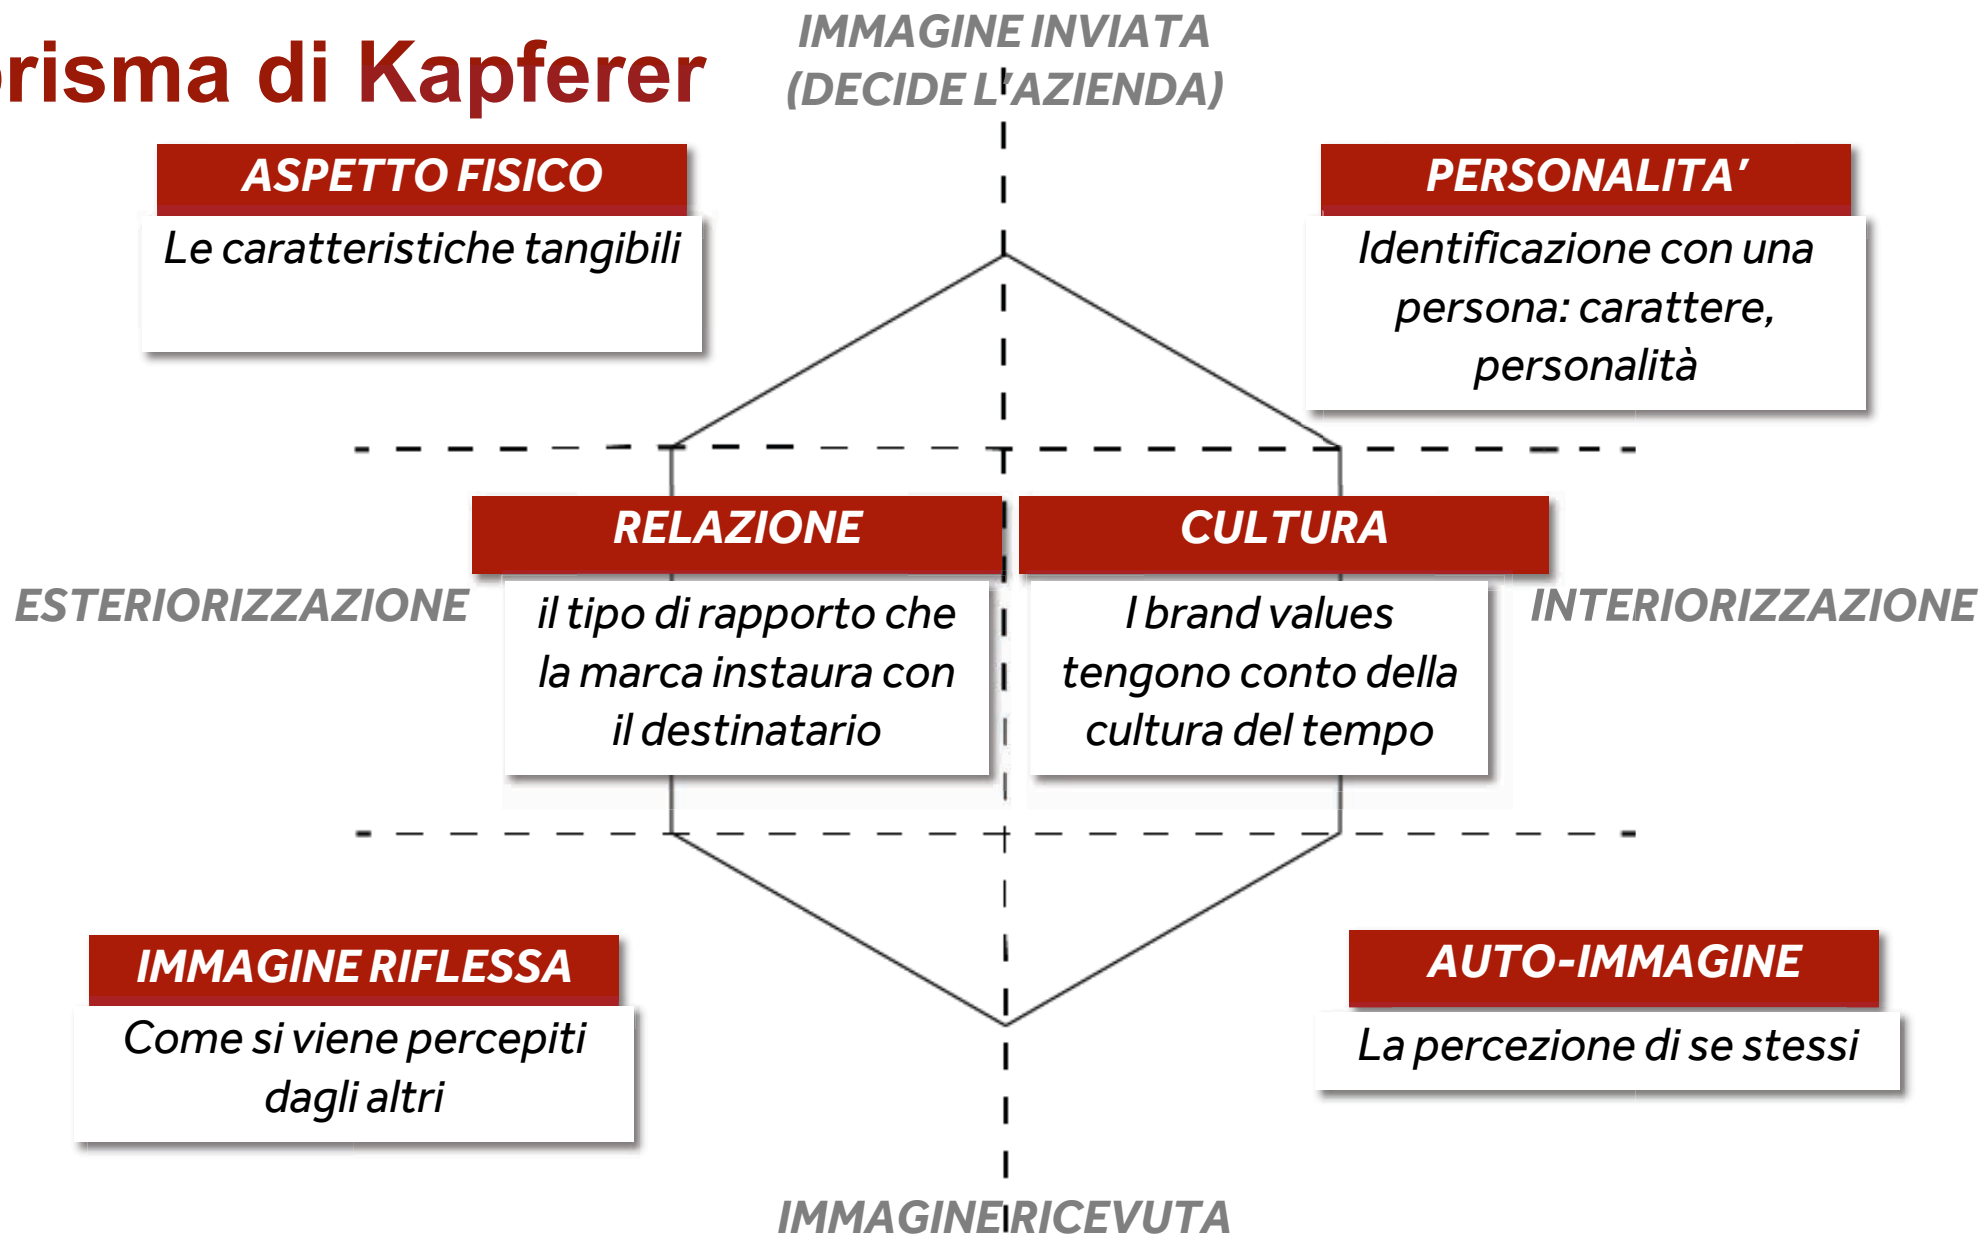 prisma di Kapferer
IMMAGINE INVIATA
(DECIDE L'AZIENDA)
ASPETTO FISICO
Le caratteristiche tangibili
PERSONALITA'
Identificazione con una
persona: carattere,
personalità
RELAZIONE
il tipo di rapporto che
la marca instaura con
il destinatario
CULTURA
I brand values
tengono conto della
cultura del tempo
ESTERIORIZZAZIONE
INTERIORIZZAZIONE
IMMAGINE RIFLESSA
Come si viene percepiti
dagli altri
AUTO-IMMAGINE
La percezione di se stessi
IMMAGINE RICEVUTA